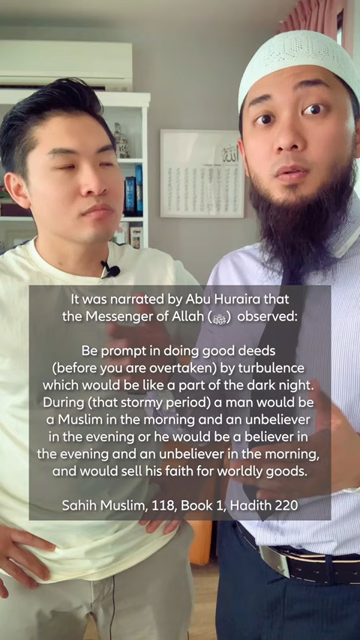 It was narrated by Abu Huraira that
the Messenger of Allah (ﷺ) observed:
Be prompt in doing good deeds
(before you are overtaken) by turbulence
which would be like a part of the dark night.
During (that stormy period) a man would be
a Muslim in the morning and an unbeliever
in the evening or he would be a believer in
the evening and an unbeliever in the morning,
and would sell his faith for worldly goods.
Sahih Muslim, 118, Book 1, Hadith 220